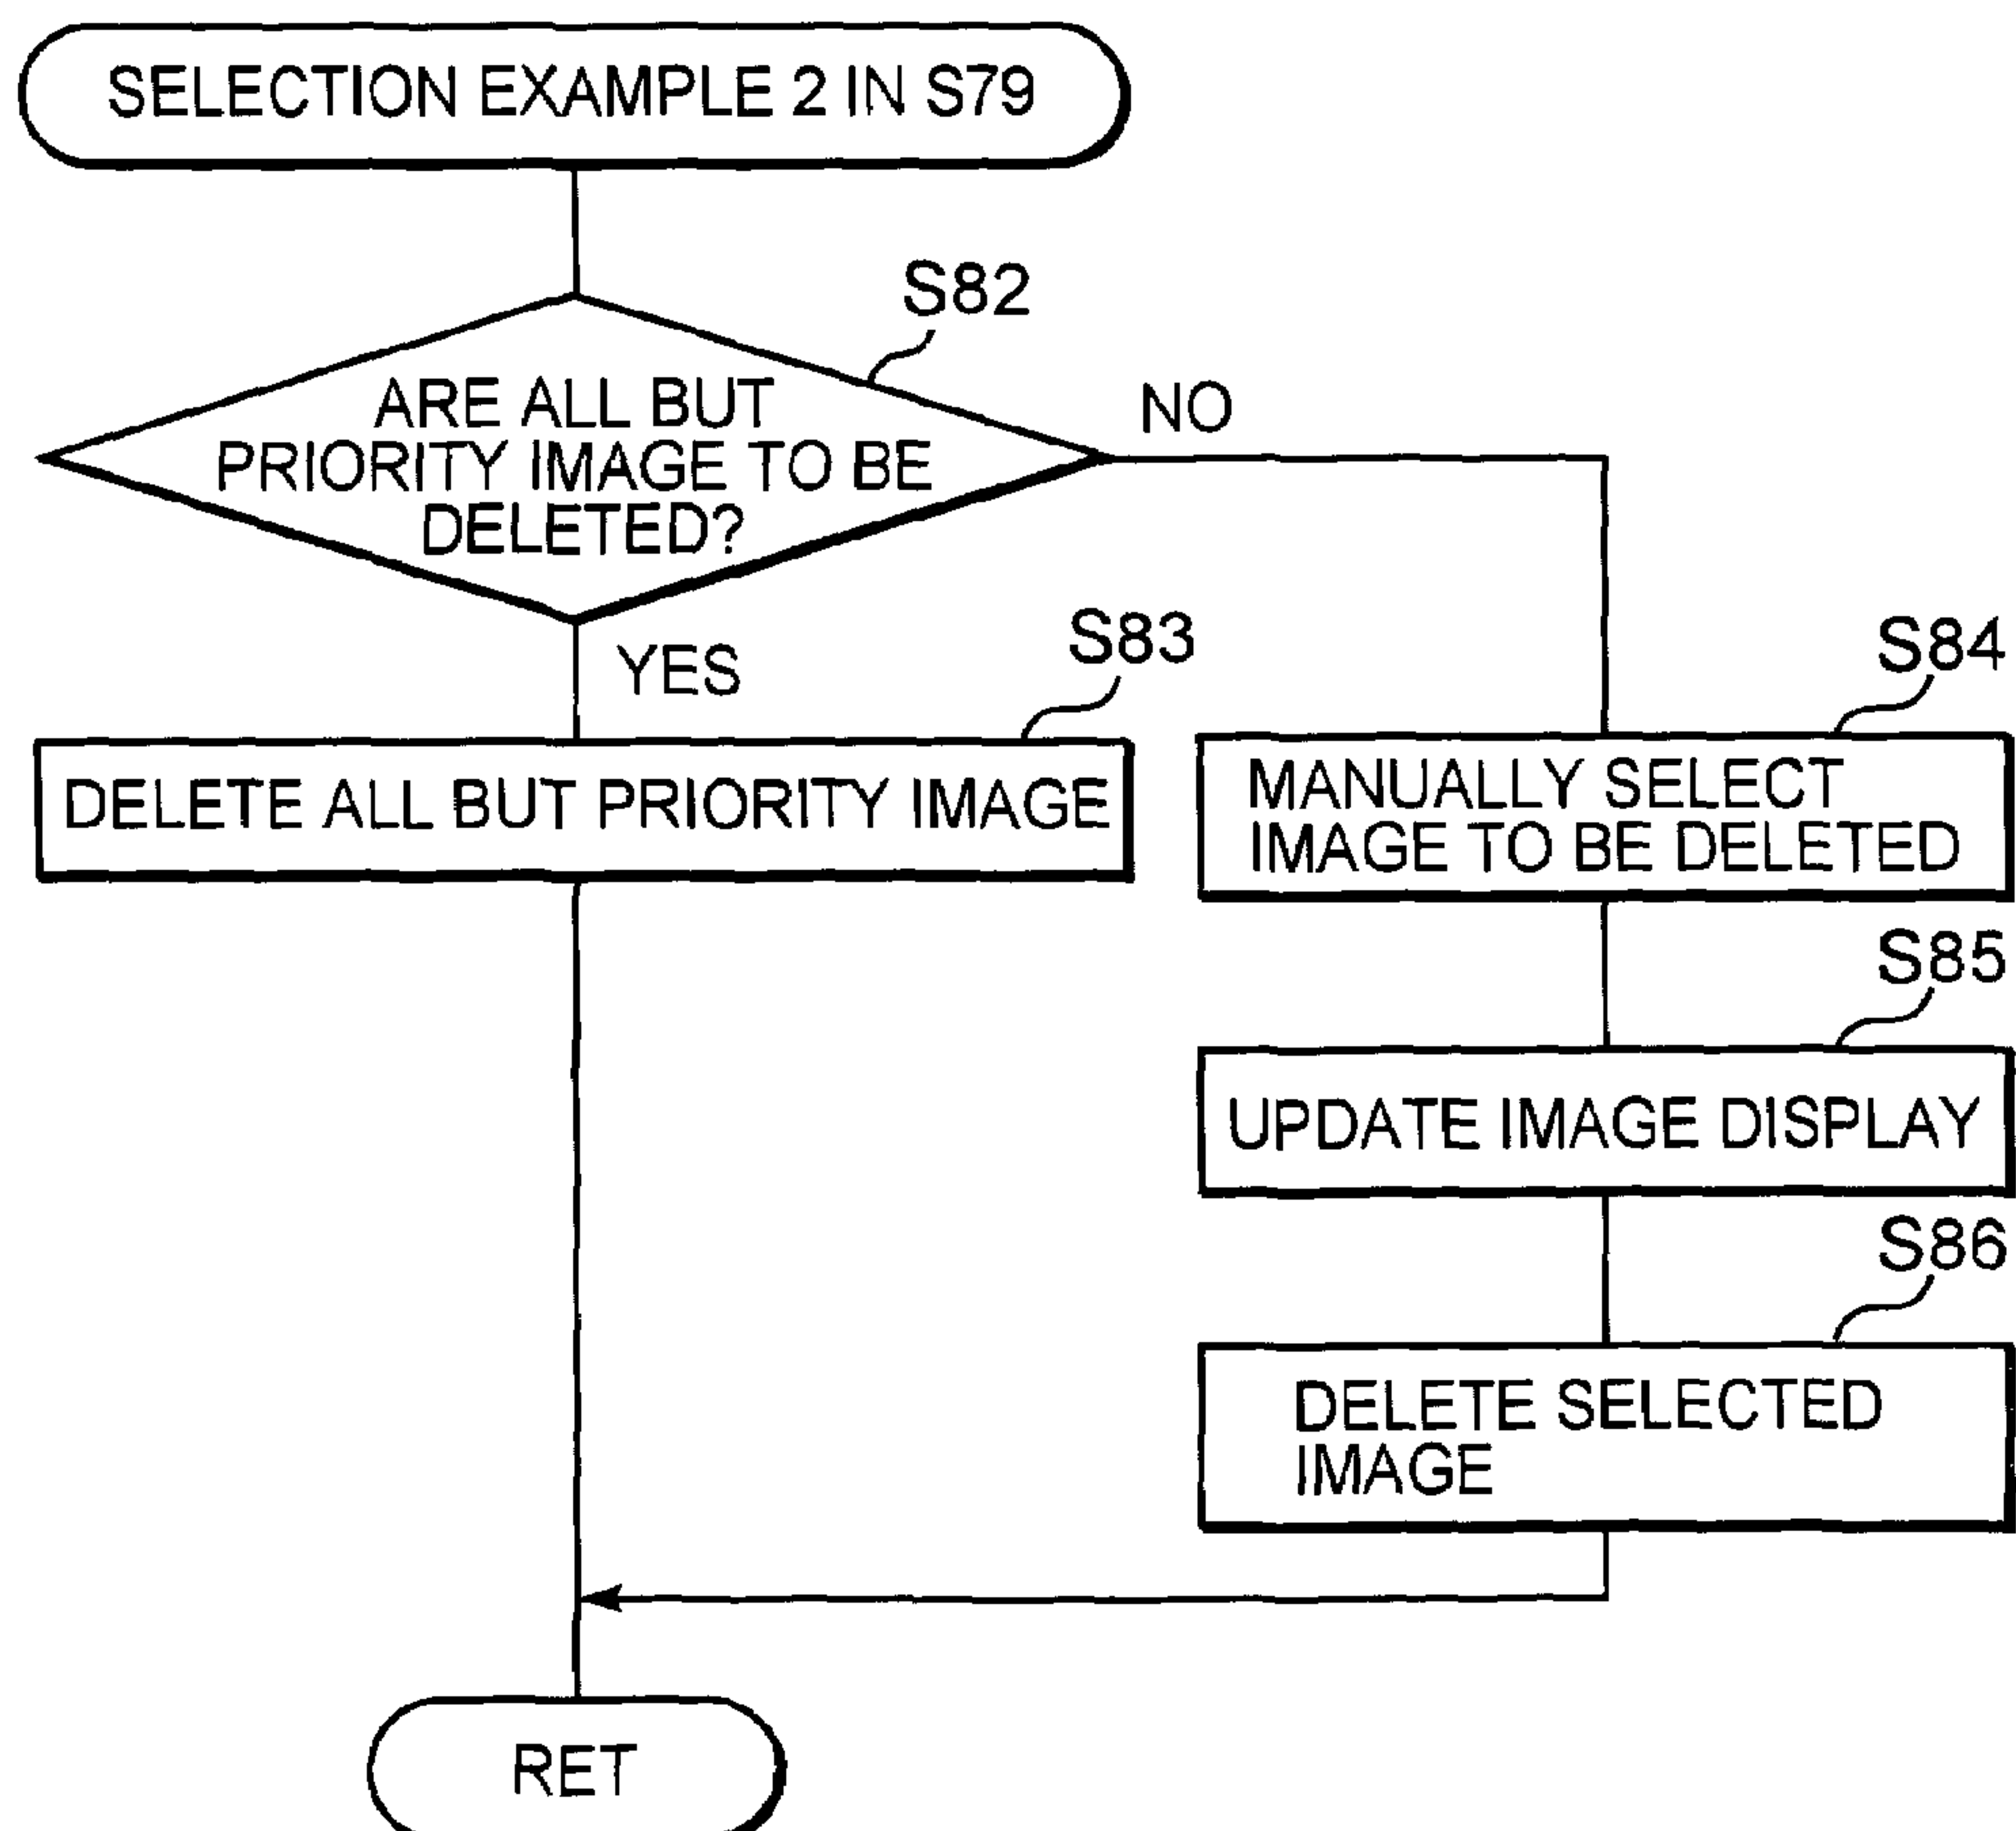 SELECTION EXAMPLE 2 IN S79
S82
ARE ALL BUT
PRIORITY IMAGE TO BE
DELETED?
NO
YES
S83
DELETE ALL BUT PRIORITY IMAGE
S84
MANUALLY SELECT
IMAGE TO BE DELETED
S85
UPDATE IMAGE DISPLAY
S86
DELETE SELECTED
IMAGE
RET